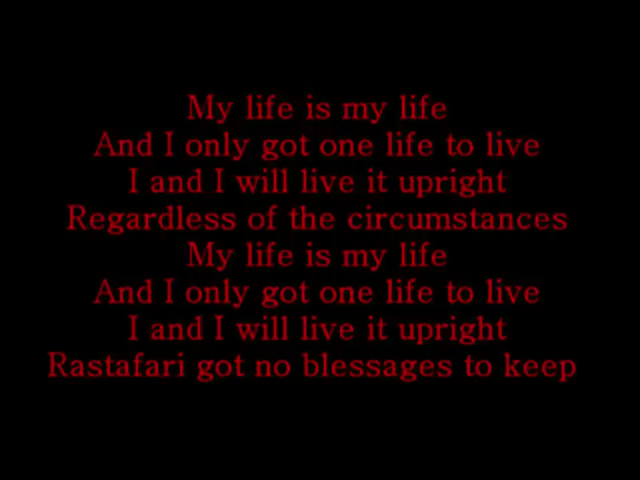 My life is my life
And I only got one life to live
I and I will live it upright
Regardless of the circumstances
My life is my life
And I only got one life to live
I and I will live it upright
Rastafari got no blessages to keep